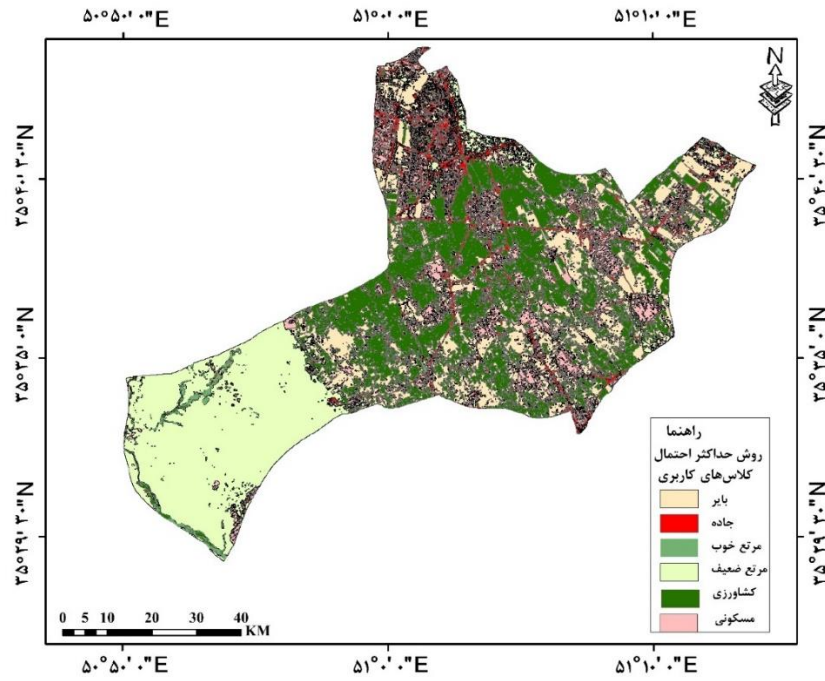 ۵۰°۵۰'۰"E ۵۱°۰'۰"E ۵۱°۱۰'۰"E
N
۳۵°۴۰'۳۰"N ۳۵°۴۰'۳۰"N
۳۵°۳۵'۰"N ۳۵°۳۵'۰"N
۳۵°۲۹'۳۰"N ۳۵°۲۹'۳۰"N
راهنما
روش حداکثر احتمال
کلاس‌های کاربری
بایر
جاده
مرتع خوب
مرتع ضعیف
کشاورزی
مسکونی
0 5 10 20 30 40
KM
۵۰°۵۰'۰"E ۵۱°۰'۰"E ۵۱°۱۰'۰"E